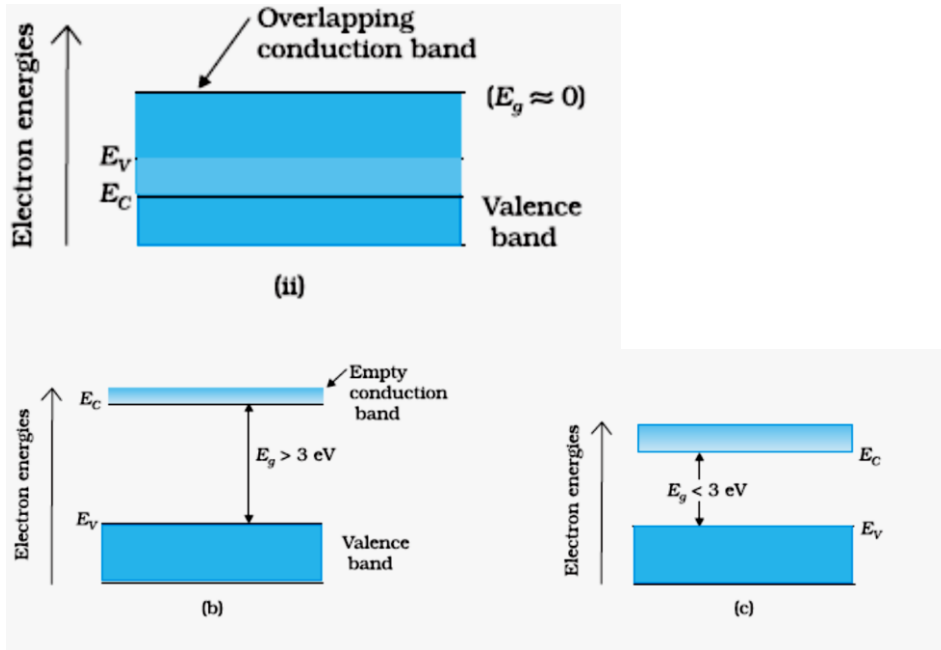 Overlapping
conduction band
Electron energies
(E_g ≈ 0)
E_V
E_C
Valence
band
(ii)
Empty
conduction
band
Electron energies
E_C
E_g > 3 eV
E_V
Valence
band
(b)
Electron energies
E_C
E_g < 3 eV
E_V
(c)